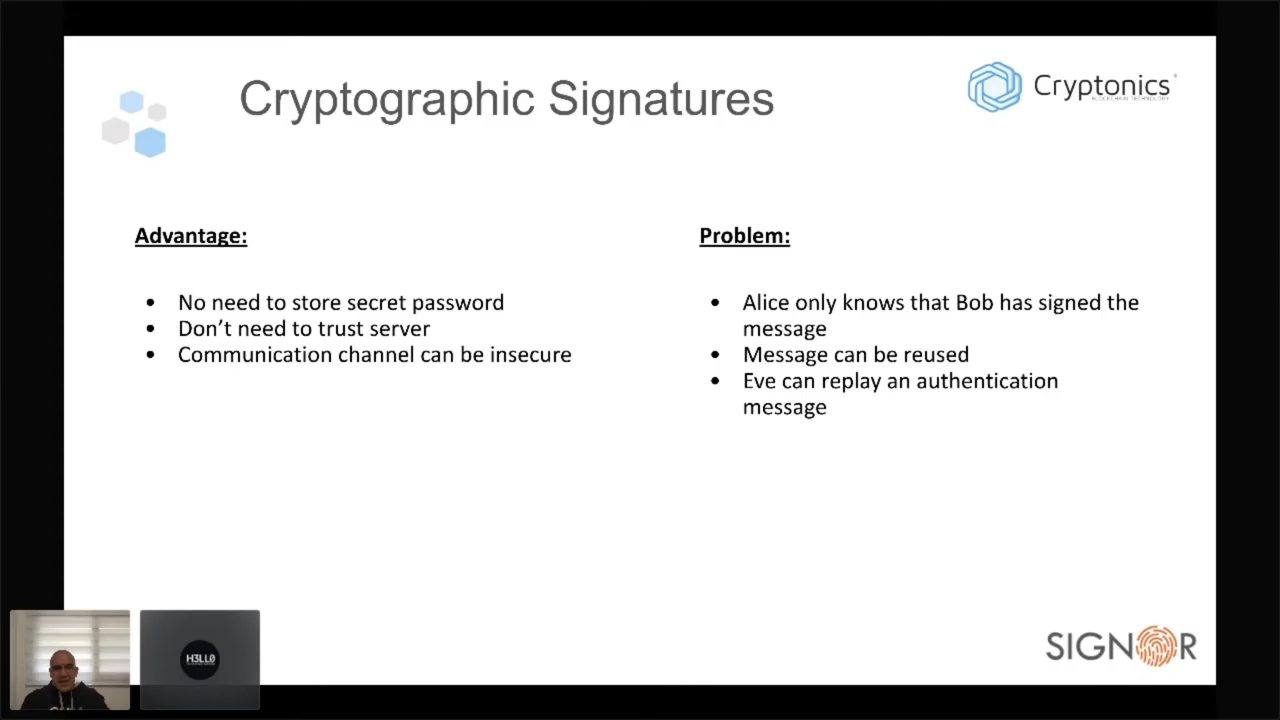 Cryptographic Signatures
Cryptonics
BLOCKCHAIN TECHNOLOGY
Advantage:
• No need to store secret password
• Don’t need to trust server
• Communication channel can be insecure
Problem:
• Alice only knows that Bob has signed the
message
• Message can be reused
• Eve can replay an authentication
message
H3LL0
SIGNOR